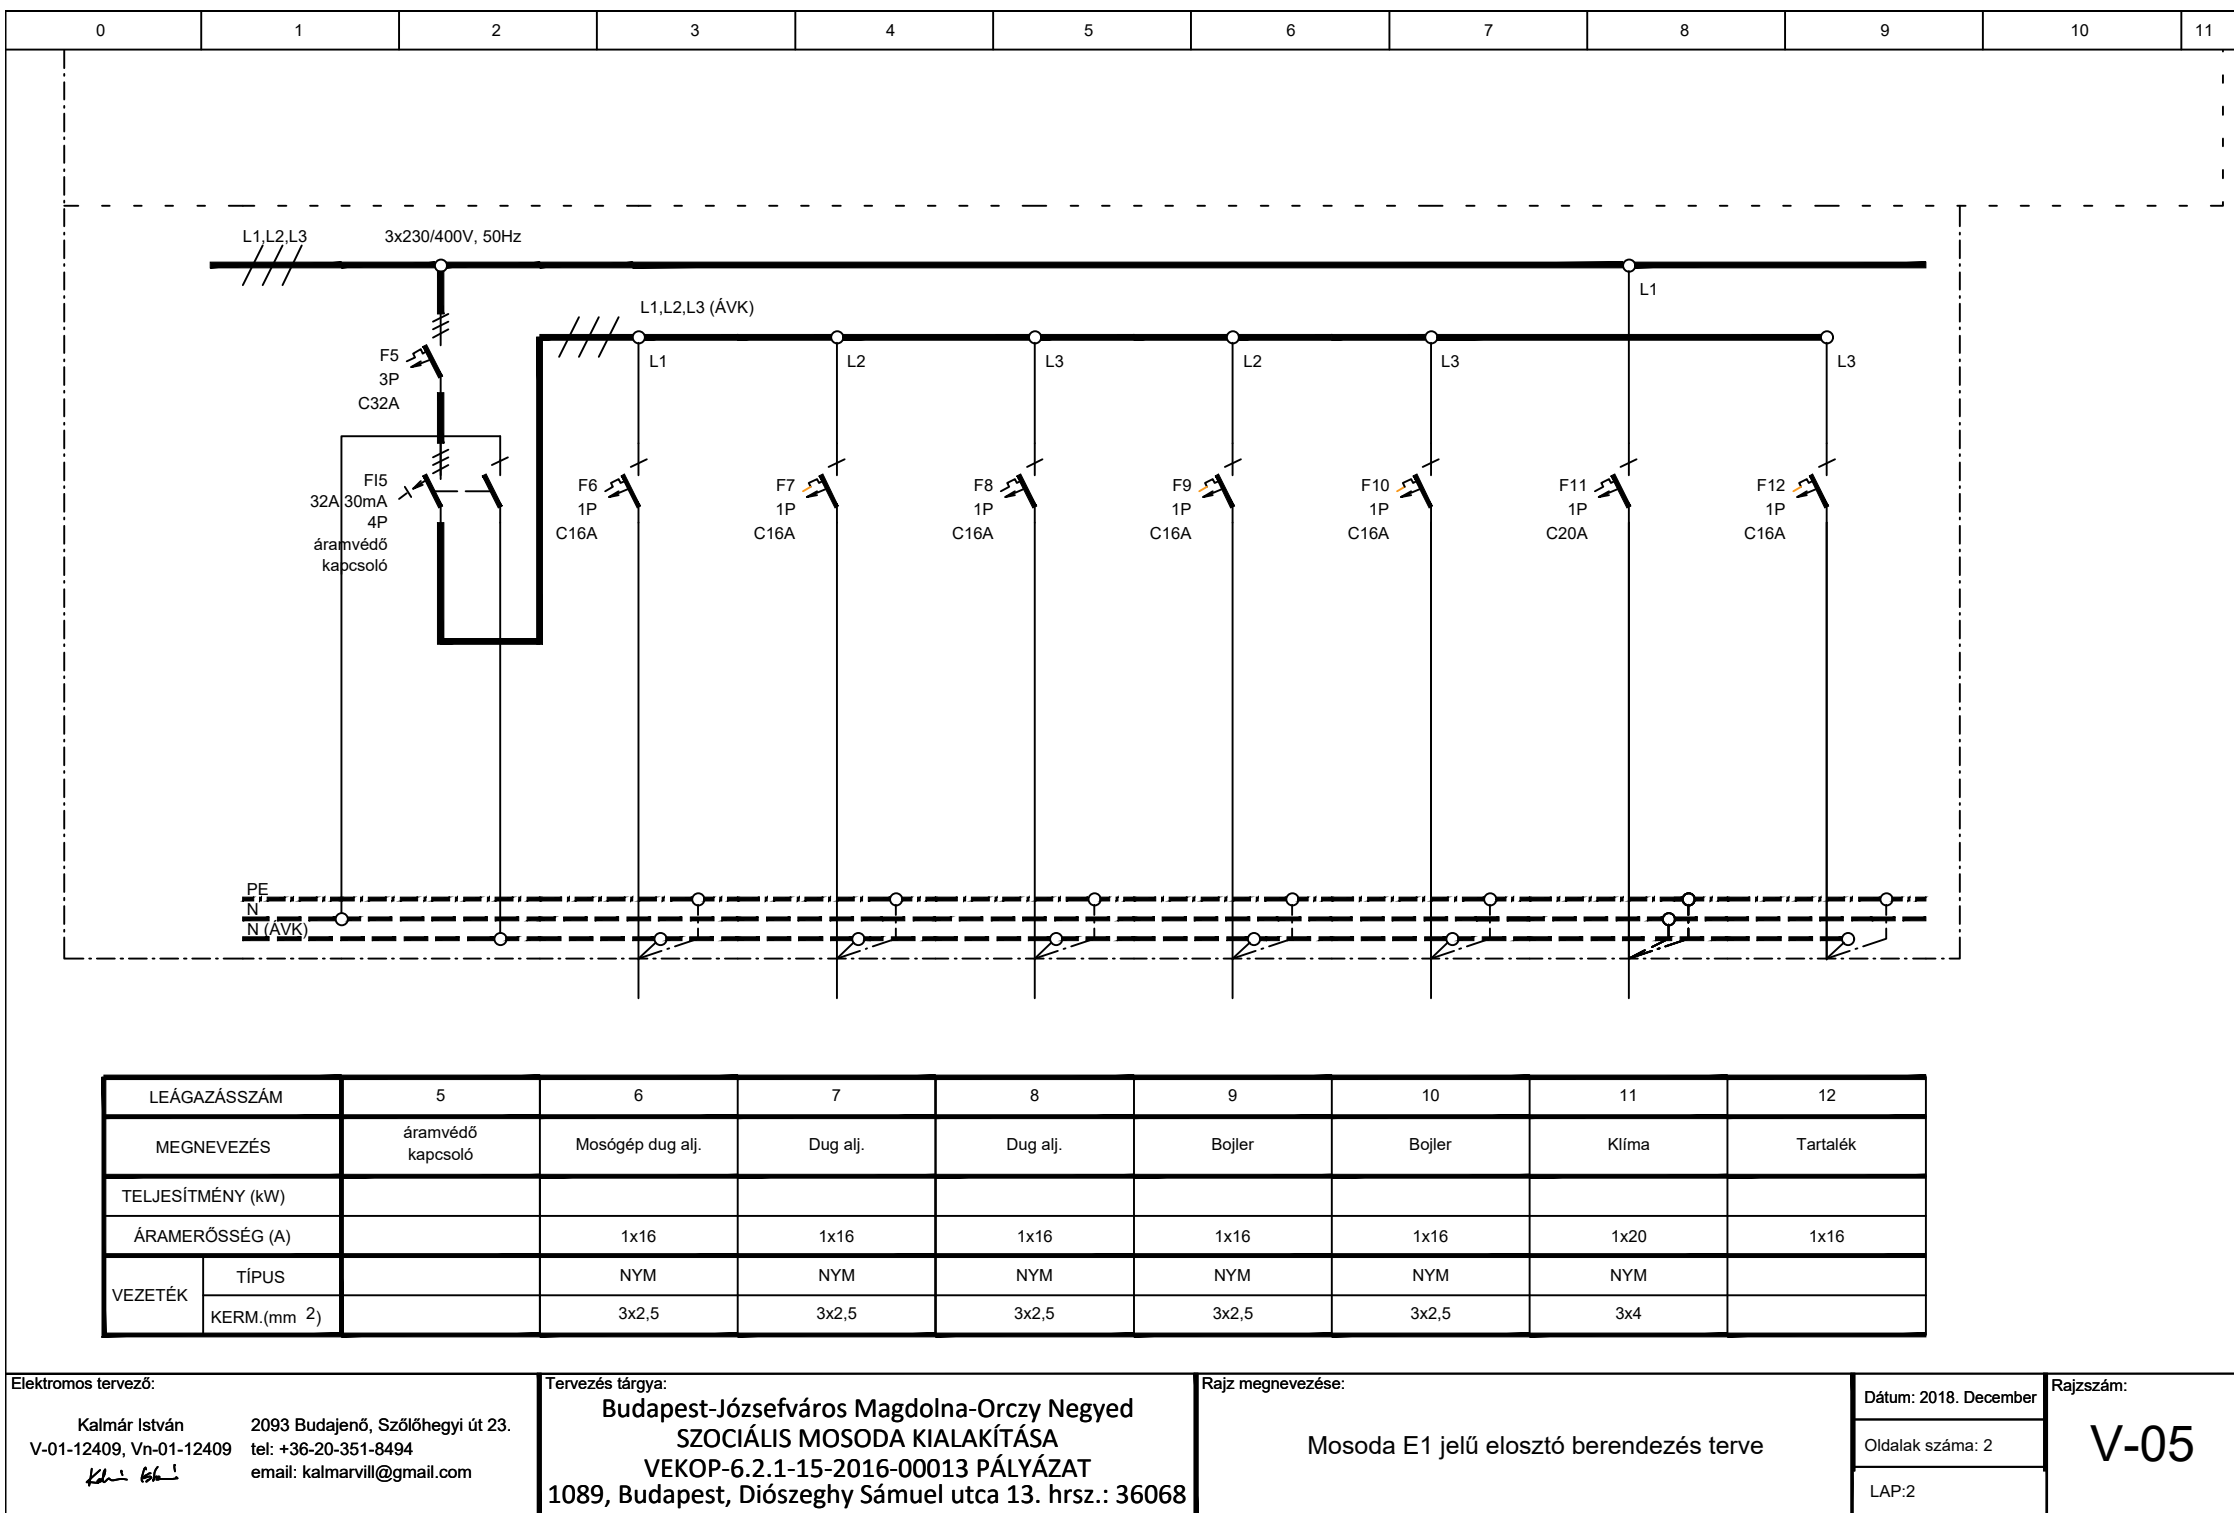 0 1 2 3 4 5 6 7 8 9 10 11
L1,L2,L3 3x230/400V, 50Hz
L1
L1,L2,L3 (ÁVK)
L1 L2 L3 L2 L3 L3
F5
3P
C32A
FI5
32A/30mA
4P
áramvédő
kapcsoló
F6
1P
C16A
F7
1P
C16A
F8
1P
C16A
F9
1P
C16A
F10
1P
C16A
F11
1P
C20A
F12
1P
C16A
PE
N
N (ÁVK)
LEÁGAZÁSSZÁM 5 6 7 8 9 10 11 12
MEGNEVEZÉS áramvédő kapcsoló Mosógép dug alj. Dug alj. Dug alj. Bojler Bojler Klíma Tartalék
TELJESÍTMÉNY (kW)
ÁRAMERŐSSÉG (A) 1x16 1x16 1x16 1x16 1x16 1x20 1x16
VEZETÉK
TÍPUS NYM NYM NYM NYM NYM NYM
KERM.(mm 2) 3x2,5 3x2,5 3x2,5 3x2,5 3x2,5 3x4
Elektromos tervező:
Kalmár István
V-01-12409, Vn-01-12409
2093 Budajenő, Szőlőhegyi út 23.
tel: +36-20-351-8494
email: kalmarvill@gmail.com
Tervezés tárgya:
Budapest-Józsefváros Magdolna-Orczy Negyed
SZOCIÁLIS MOSODA KIALAKÍTÁSA
VEKOP-6.2.1-15-2016-00013 PÁLYÁZAT
1089, Budapest, Diószeghy Sámuel utca 13. hrsz.: 36068
Rajz megnevezése:
Mosoda E1 jelű elosztó berendezés terve
Dátum: 2018. December
Oldalak száma: 2
LAP:2
Rajzszám:
V-05